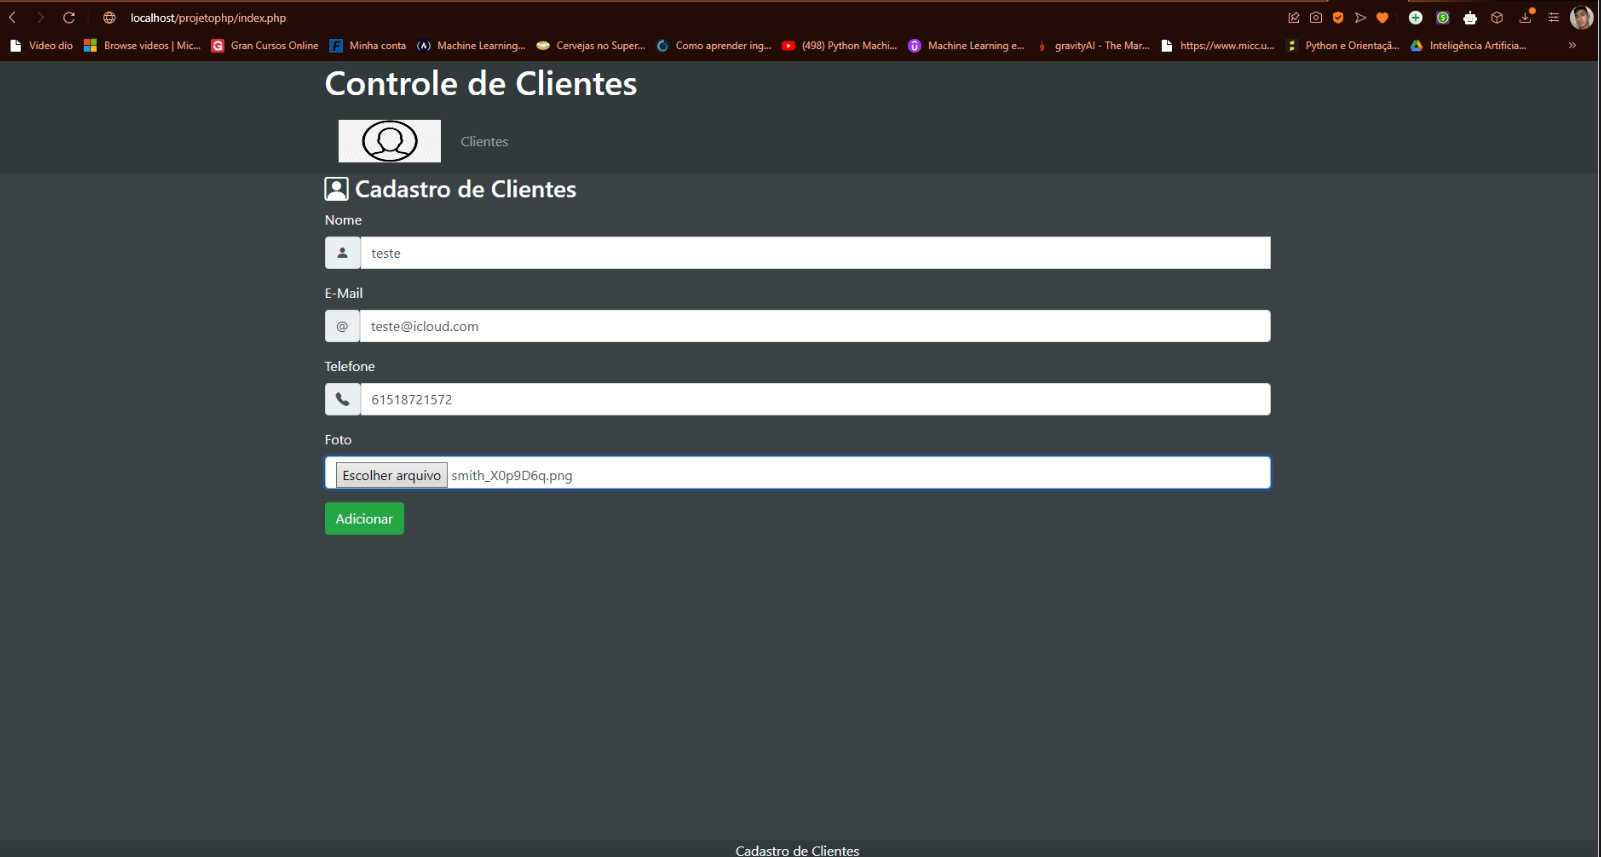 localhost/projetophp/index.php
Video dio Browse videos | Mic... Gran Cursos Online Minha conta Machine Learning... Cervejas no Super... Como aprender ing... (498) Python Machi... Machine Learning e... gravityAI - The Mar... https://www.micc.u... Python e Orientaçã... Inteligência Artificia... »
Controle de Clientes
Clientes
Cadastro de Clientes
Nome
teste
E-Mail
@ teste@icloud.com
Telefone
61518721572
Foto
Escolher arquivo smith_X0p9D6q.png
Adicionar
Cadastro de Clientes